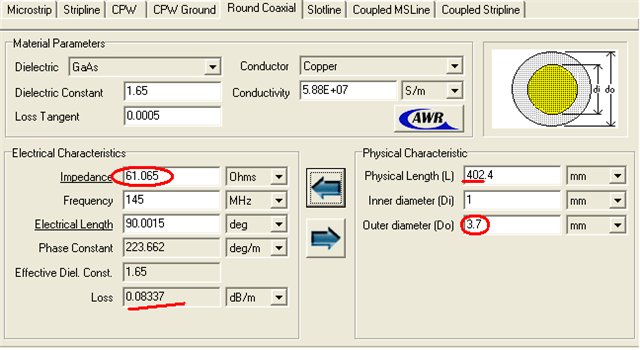 Microstrip Stripline CPW CPW Ground Round Coaxial Slotline Coupled MSLine Coupled Stripline
Material Parameters
Dielectric GaAs Conductor Copper
Dielectric Constant 1.65 Conductivity 5.88E+07 S/m
Loss Tangent 0.0005 AWR
di do
Electrical Characteristics Physical Characteristic
Impedance 61.065 Ohms Physical Length (L) 402.4 mm
Frequency 145 MHz Inner diameter (Di) 1 mm
Electrical Length 90.0015 deg Outer diameter (Do) 3.7 mm
Phase Constant 223.662 deg/m
Effective Diel. Const. 1.65
Loss 0.08337 dB/m